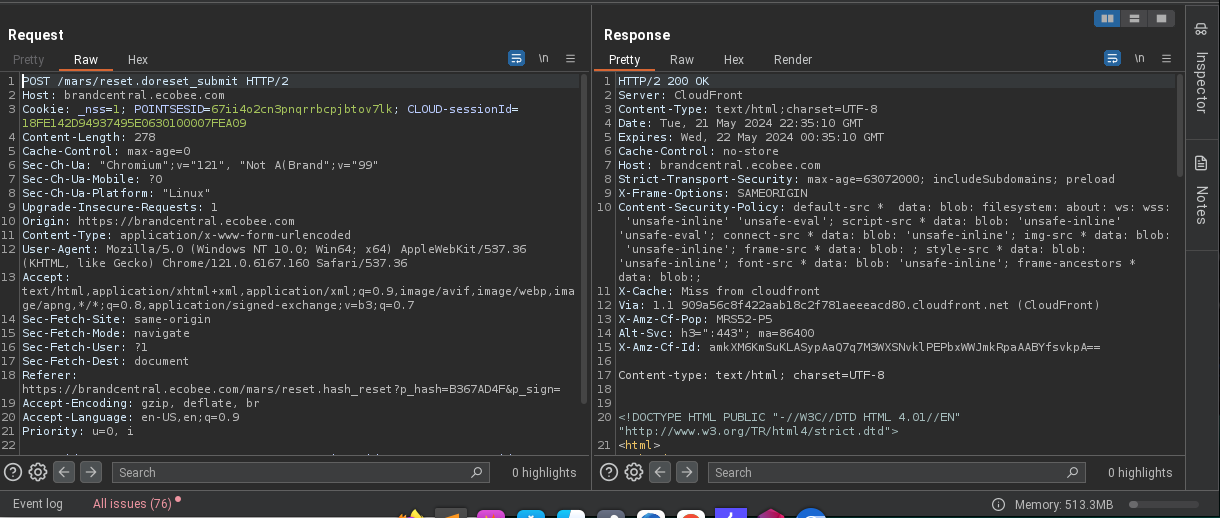 Request
Pretty Raw Hex
\n
1 POST /mars/reset.doreset_submit HTTP/2
2 Host: brandcentral.ecobee.com
3 Cookie: _nss=1; POINTSESID=67ii4o2cn3pnqrrbcpjbtov7lk; CLOUD-sessionId=
18FE142D94937495E0630100007FEA09
4 Content-Length: 278
5 Cache-Control: max-age=0
6 Sec-Ch-Ua: "Chromium";v="121", "Not A(Brand";v="99"
7 Sec-Ch-Ua-Mobile: ?0
8 Sec-Ch-Ua-Platform: "Linux"
9 Upgrade-Insecure-Requests: 1
10 Origin: https://brandcentral.ecobee.com
11 Content-Type: application/x-www-form-urlencoded
12 User-Agent: Mozilla/5.0 (Windows NT 10.0; Win64; x64) AppleWebKit/537.36
(KHTML, like Gecko) Chrome/121.0.6167.160 Safari/537.36
13 Accept:
text/html,application/xhtml+xml,application/xml;q=0.9,image/avif,image/webp,ima
ge/apng,*/*;q=0.8,application/signed-exchange;v=b3;q=0.7
14 Sec-Fetch-Site: same-origin
15 Sec-Fetch-Mode: navigate
16 Sec-Fetch-User: ?1
17 Sec-Fetch-Dest: document
18 Referer:
https://brandcentral.ecobee.com/mars/reset.hash_reset?p_hash=B367AD4F&p_sign=
19 Accept-Encoding: gzip, deflate, br
20 Accept-Language: en-US,en;q=0.9
21 Priority: u=0, i
22
Search
0 highlights
Response
Pretty Raw Hex Render
\n
1 HTTP/2 200 OK
2 Server: CloudFront
3 Content-Type: text/html;charset=UTF-8
4 Date: Tue, 21 May 2024 22:35:10 GMT
5 Expires: Wed, 22 May 2024 00:35:10 GMT
6 Cache-Control: no-store
7 Host: brandcentral.ecobee.com
8 Strict-Transport-Security: max-age=63072000; includeSubdomains; preload
9 X-Frame-Options: SAMEORIGIN
10 Content-Security-Policy: default-src *  data: blob: filesystem: about: ws: wss:
'unsafe-inline' 'unsafe-eval'; script-src * data: blob: 'unsafe-inline'
'unsafe-eval'; connect-src * data: blob: 'unsafe-inline'; img-src * data: blob:
'unsafe-inline'; frame-src * data: blob: ; style-src * data: blob:
'unsafe-inline'; font-src * data: blob: 'unsafe-inline'; frame-ancestors *
data: blob:;
11 X-Cache: Miss from cloudfront
12 Via: 1.1 909a56c8f422aab18c2f781aeeeacd80.cloudfront.net (CloudFront)
13 X-Amz-Cf-Pop: MRS52-P5
14 Alt-Svc: h3=":443"; ma=86400
15 X-Amz-Cf-Id: amkXM6KmSuKLASypAaQ7q7M3WXSNvklPEPbxWWJmkRpaAABYfsvkpA==
16
17 Content-type: text/html; charset=UTF-8
18
19
20 <!DOCTYPE HTML PUBLIC "-//W3C//DTD HTML 4.01//EN"
"http://www.w3.org/TR/html4/strict.dtd">
21 <html>
Search
0 highlights
Inspector
Notes
Event log All issues (76)
Memory: 513.3MB